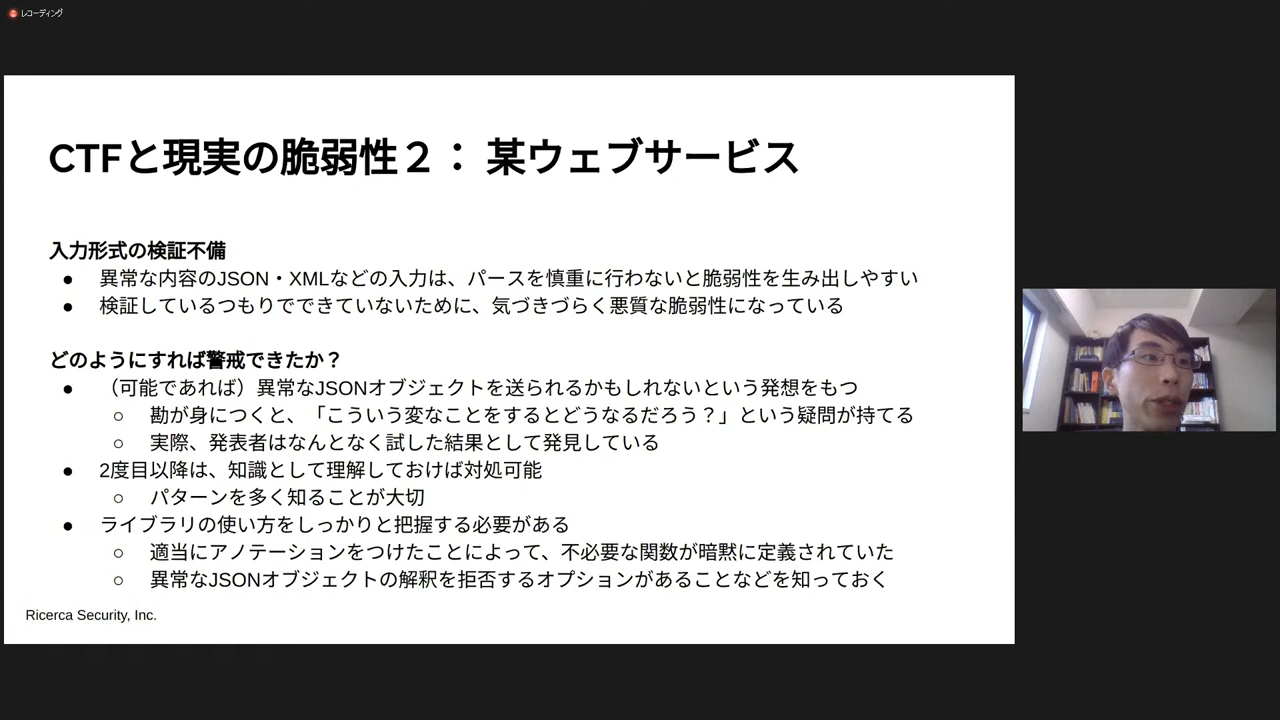 レコーディング
CTFと現実の脆弱性２： 某ウェブサービス
入力形式の検証不備
● 異常な内容のJSON・XMLなどの入力は、パースを慎重に行わないと脆弱性を生み出しやすい
● 検証しているつもりでできていないために、気づきづらく悪質な脆弱性になっている
どのようにすれば警戒できたか？
● （可能であれば）異常なJSONオブジェクトを送られるかもしれないという発想をもつ
○ 勘が身につくと、「こういう変なことをするとどうなるだろう？」という疑問が持てる
○ 実際、発表者はなんとなく試した結果として発見している
● 2度目以降は、知識として理解しておけば対処可能
○ パターンを多く知ることが大切
● ライブラリの使い方をしっかりと把握する必要がある
○ 適当にアノテーションをつけたことによって、不必要な関数が暗黙に定義されていた
○ 異常なJSONオブジェクトの解釈を拒否するオプションがあることなどを知っておく
Ricerca Security, Inc.